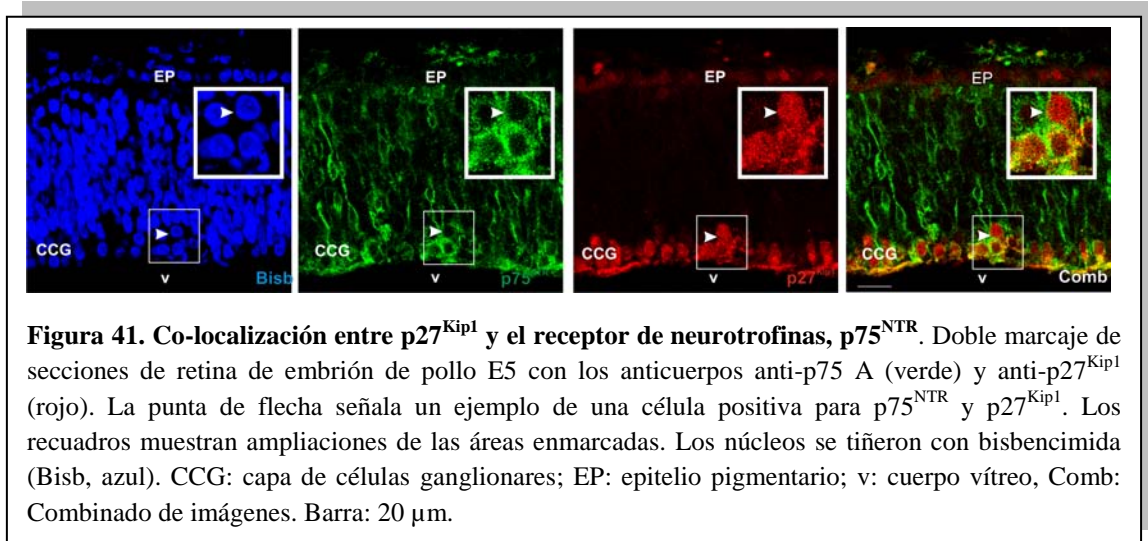 EP
EP
EP
EP
CCG
CCG
CCG
CCG
v
v
v
v
Bisb
p75
p27
Comb
Figura 41. Co-localización entre p27Kip1 y el receptor de neurotrofinas, p75NTR. Doble marcaje de
secciones de retina de embrión de pollo E5 con los anticuerpos anti-p75 A (verde) y anti-p27Kip1
(rojo). La punta de flecha señala un ejemplo de una célula positiva para p75NTR y p27Kip1. Los
recuadros muestran ampliaciones de las áreas enmarcadas. Los núcleos se tiñeron con bisbencimida
(Bisb, azul). CCG: capa de células ganglionares; EP: epitelio pigmentario; v: cuerpo vítreo, Comb:
Combinado de imágenes. Barra: 20 µm.